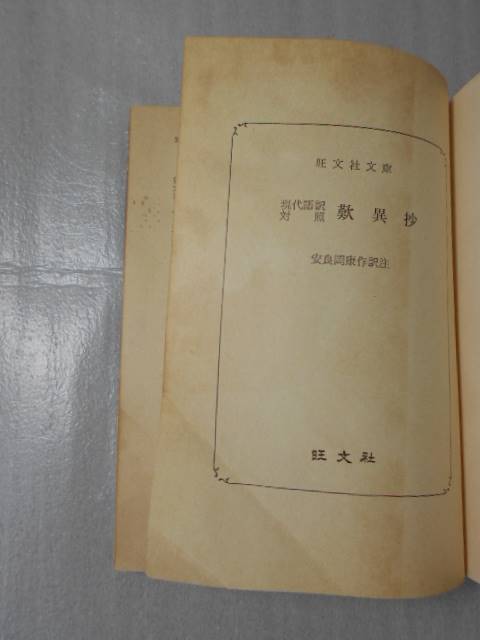 旺文社文庫
現代語訳
対照 歎異抄
安良岡康作訳注
旺文社